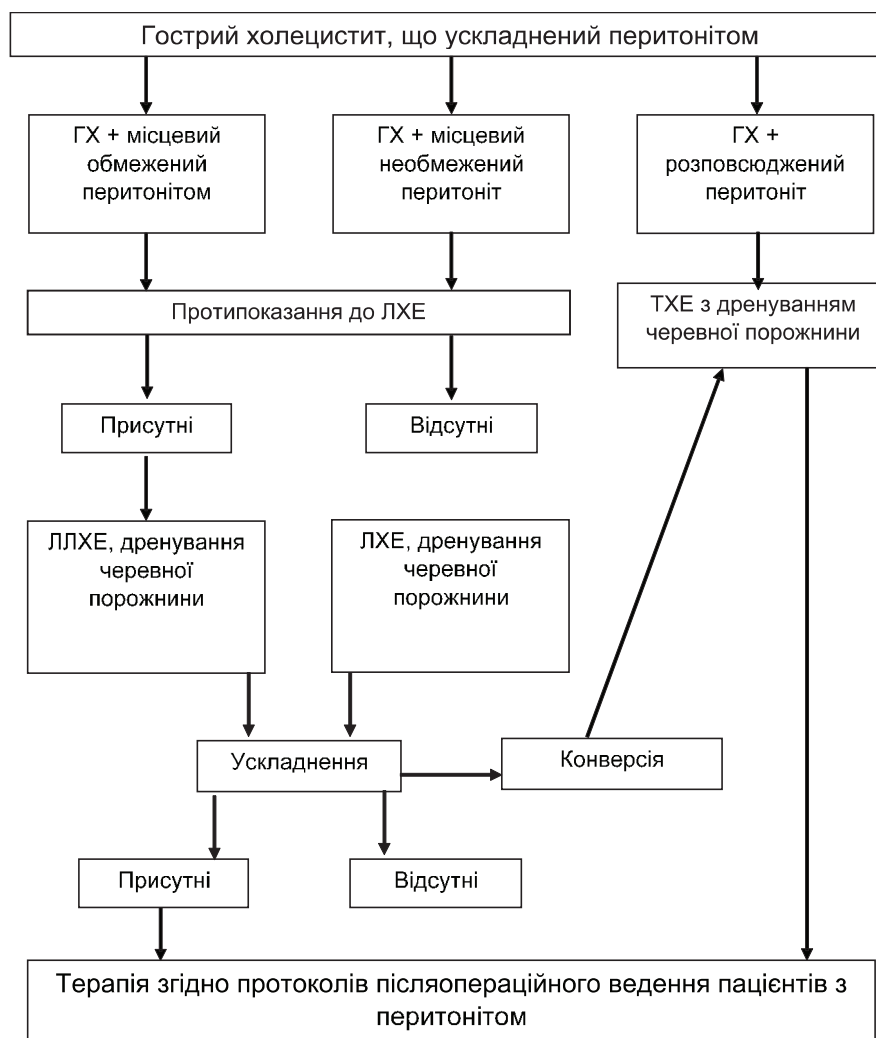 Гострий холецистит, що ускладнений перитонітом
ГХ + місцевий
обмежений
перитонітом
ГХ + місцевий
необмежений
перитоніт
ГХ +
розповсюджений
перитоніт
Протипоказання до ЛХЕ
ТХЕ з дренуванням
черевної порожнини
Присутні
Відсутні
ЛЛХЕ, дренування
черевної
порожнини
ЛХЕ, дренування
черевної
порожнини
Ускладнення
Конверсія
Присутні
Відсутні
Терапія згідно протоколів післяопераційного ведення пацієнтів з
перитонітом